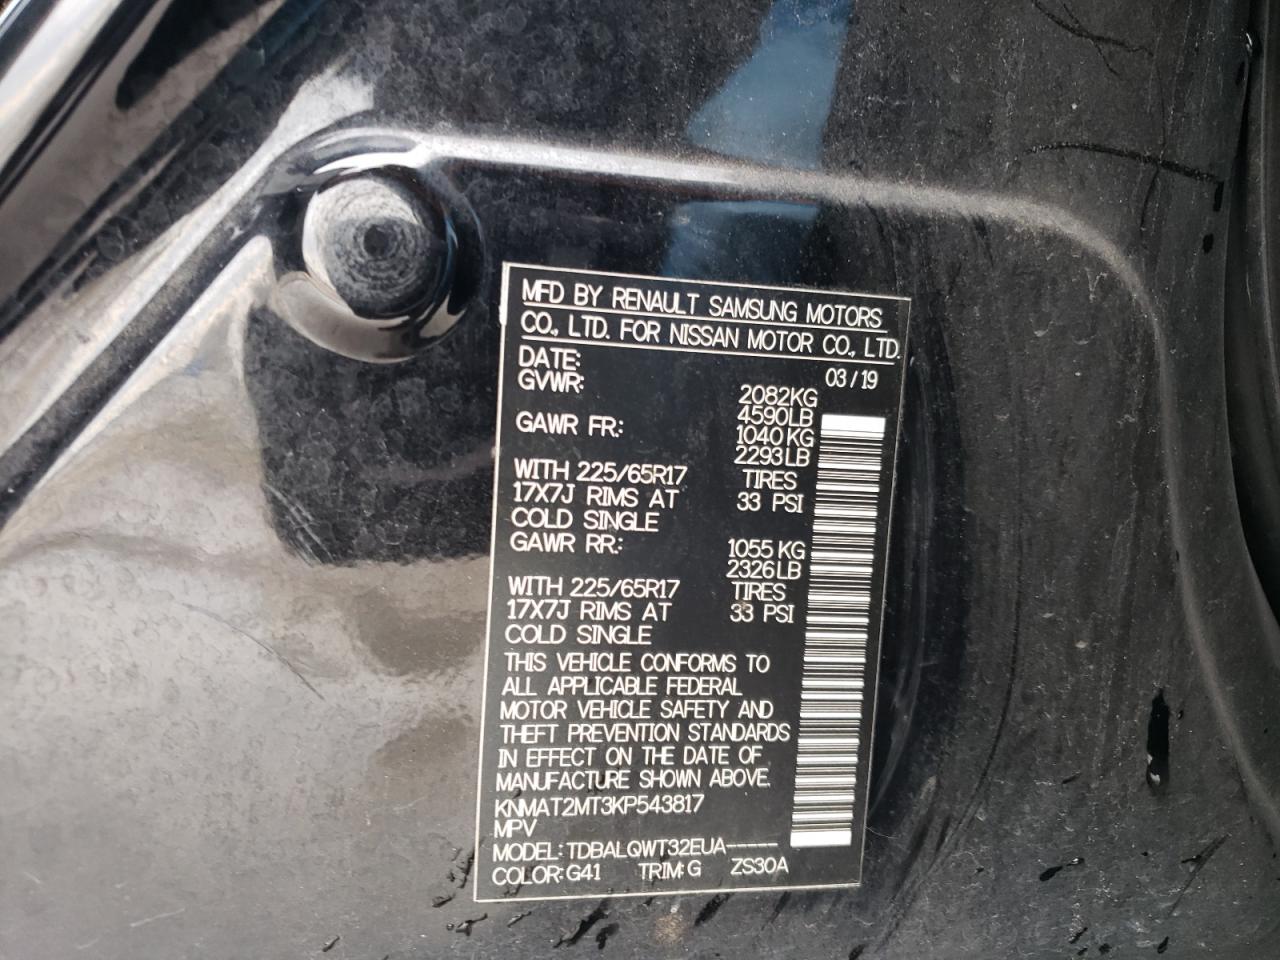 MFD BY RENAULT SAMSUNG MOTORS
CO., LTD. FOR NISSAN MOTOR CO., LTD.
DATE: 03/19
GVWR: 2082KG
4590LB
GAWR FR: 1040KG
2293LB
WITH 225/65R17 TIRES
17X7J RIMS AT 33 PSI
COLD SINGLE
GAWR RR: 1055KG
2326LB
WITH 225/65R17 TIRES
17X7J RIMS AT 33 PSI
COLD SINGLE
THIS VEHICLE CONFORMS TO
ALL APPLICABLE FEDERAL
MOTOR VEHICLE SAFETY AND
THEFT PREVENTION STANDARDS
IN EFFECT ON THE DATE OF
MANUFACTURE SHOWN ABOVE.
KNMAT2MT3KP543817
MPV
MODEL: TDBALQWT32EUA-----
COLOR: G41 TRIM: G ZS30A